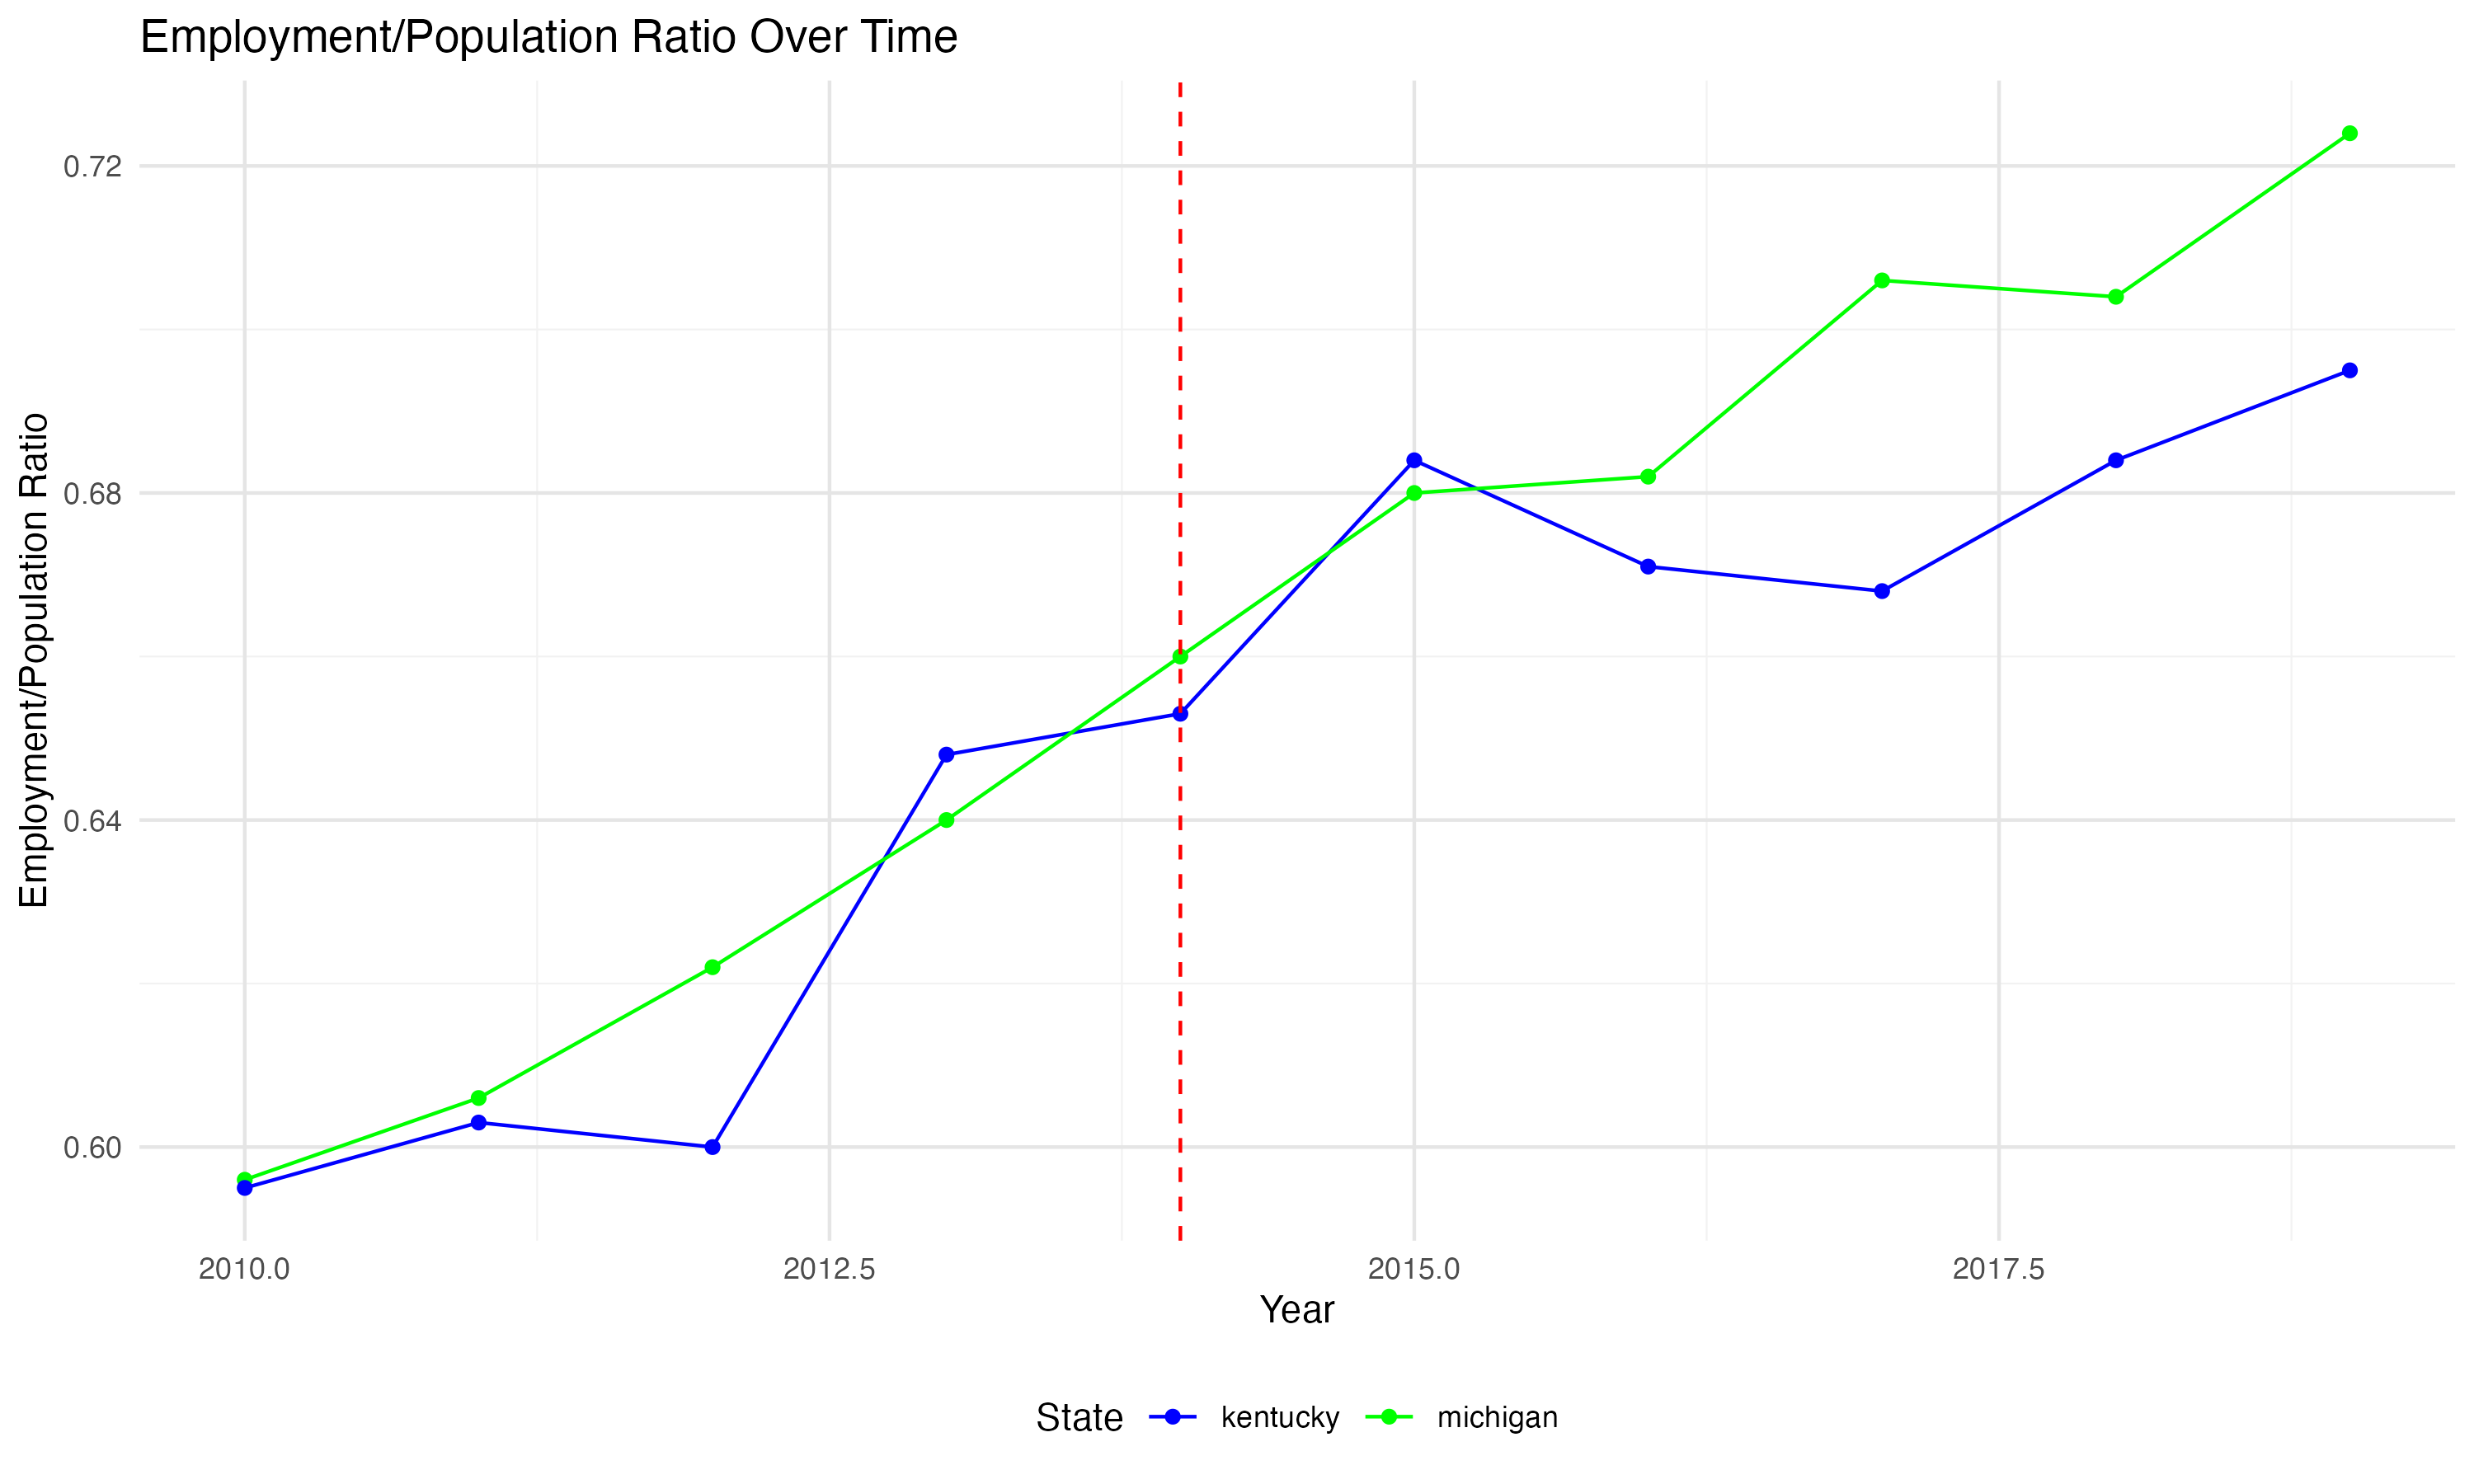 Employment/Population Ratio Over Time
Employment/Population Ratio
0.72
0.68
0.64
0.60
2010.0 2012.5 2015.0 2017.5
Year
State kentucky michigan